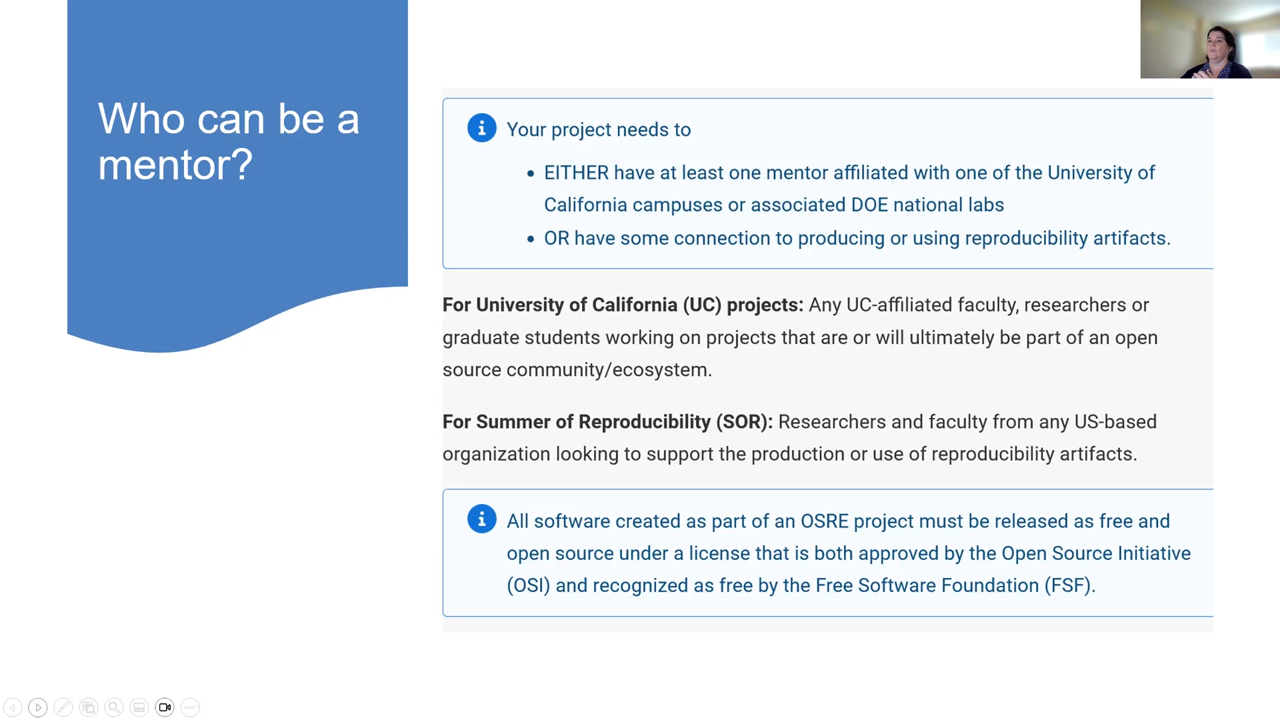 Who can be a
mentor?
Your project needs to
• EITHER have at least one mentor affiliated with one of the University of
California campuses or associated DOE national labs
• OR have some connection to producing or using reproducibility artifacts.
For University of California (UC) projects: Any UC-affiliated faculty, researchers or
graduate students working on projects that are or will ultimately be part of an open
source community/ecosystem.
For Summer of Reproducibility (SOR): Researchers and faculty from any US-based
organization looking to support the production or use of reproducibility artifacts.
All software created as part of an OSRE project must be released as free and
open source under a license that is both approved by the Open Source Initiative
(OSI) and recognized as free by the Free Software Foundation (FSF).